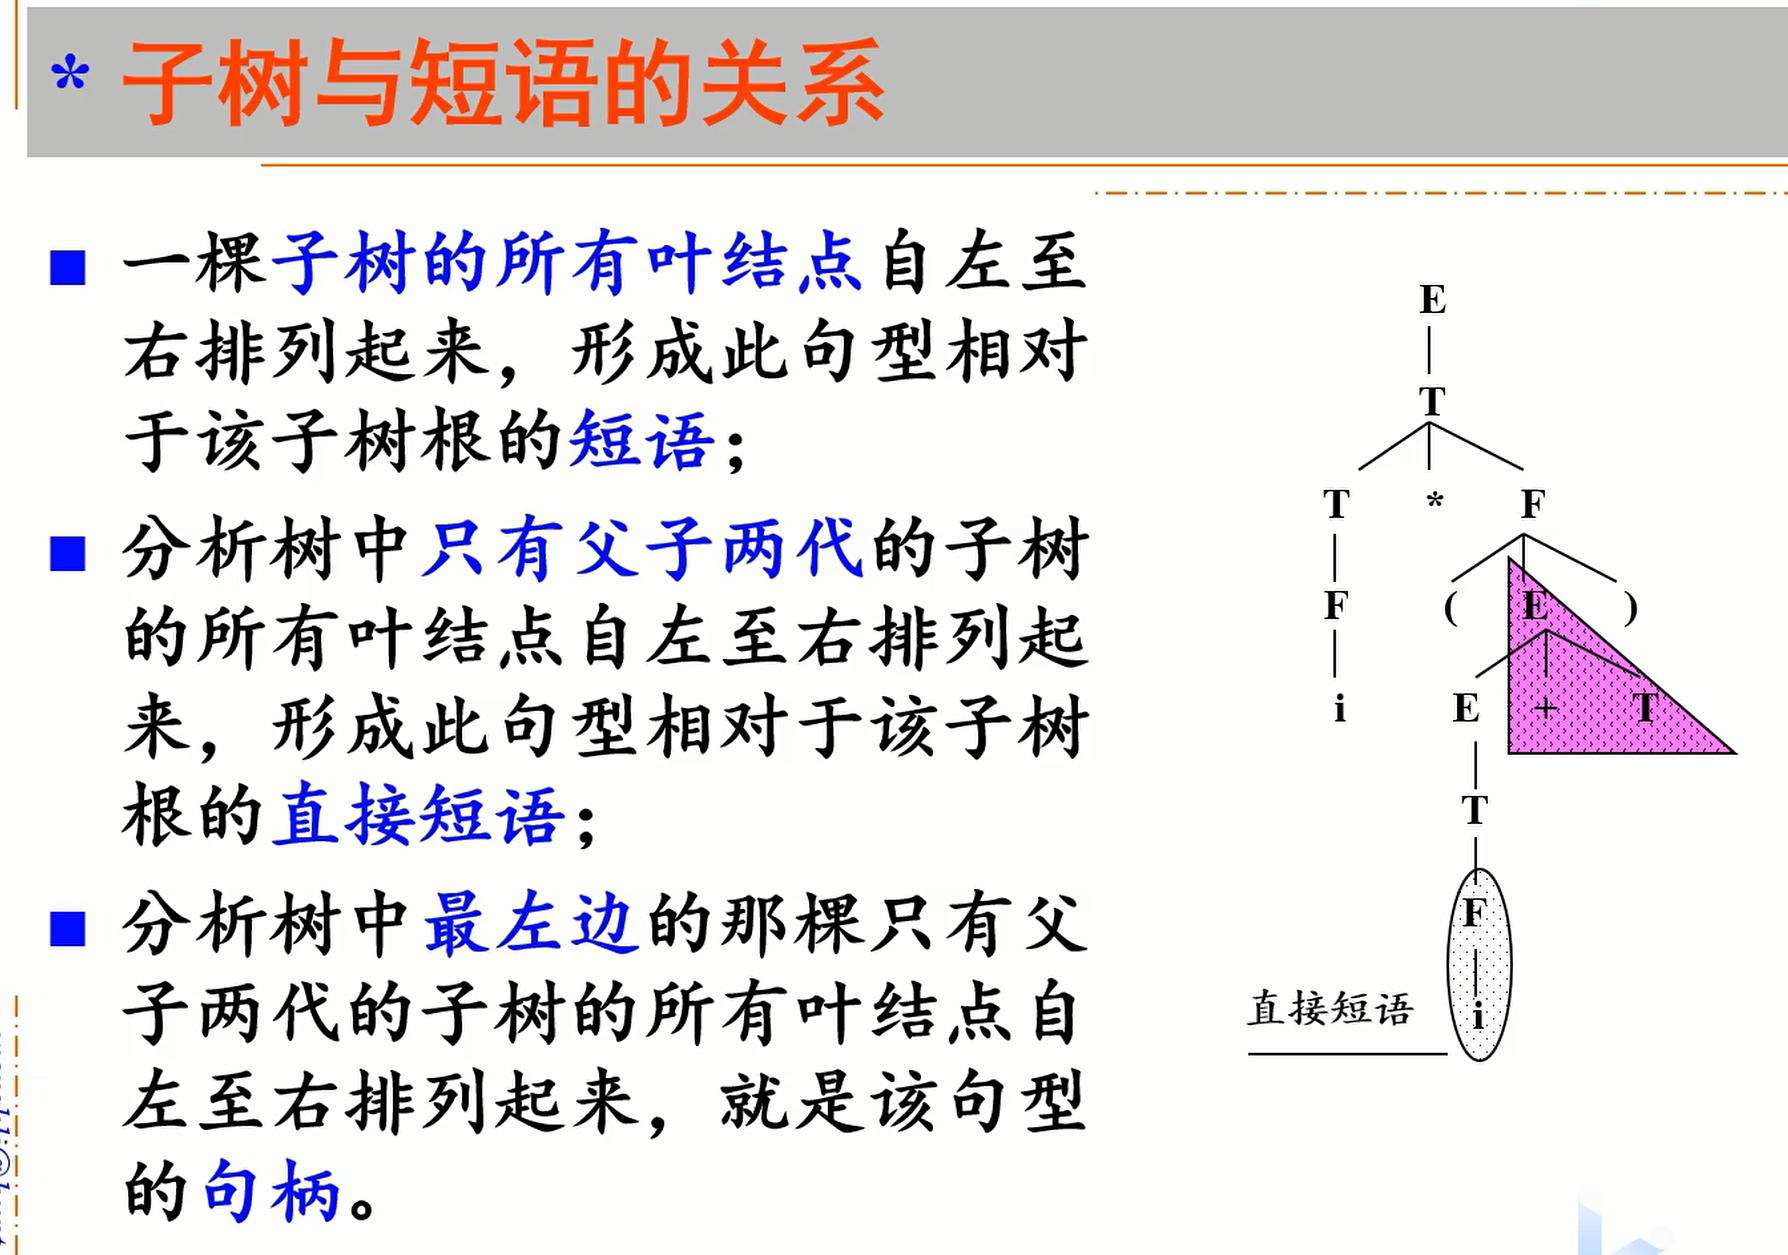 * 子树与短语的关系
一棵子树的所有叶结点自左至
右排列起来，形成此句型相对
于该子树根的短语；
分析树中只有父子两代的子树
的所有叶结点自左至右排列起
来，形成此句型相对于该子树
根的直接短语；
分析树中最左边的那棵只有父
子两代的子树的所有叶结点自
左至右排列起来，就是该句型
的句柄。
E
T
T * F
F ( E )
i E + T
T
F
直接短语 i